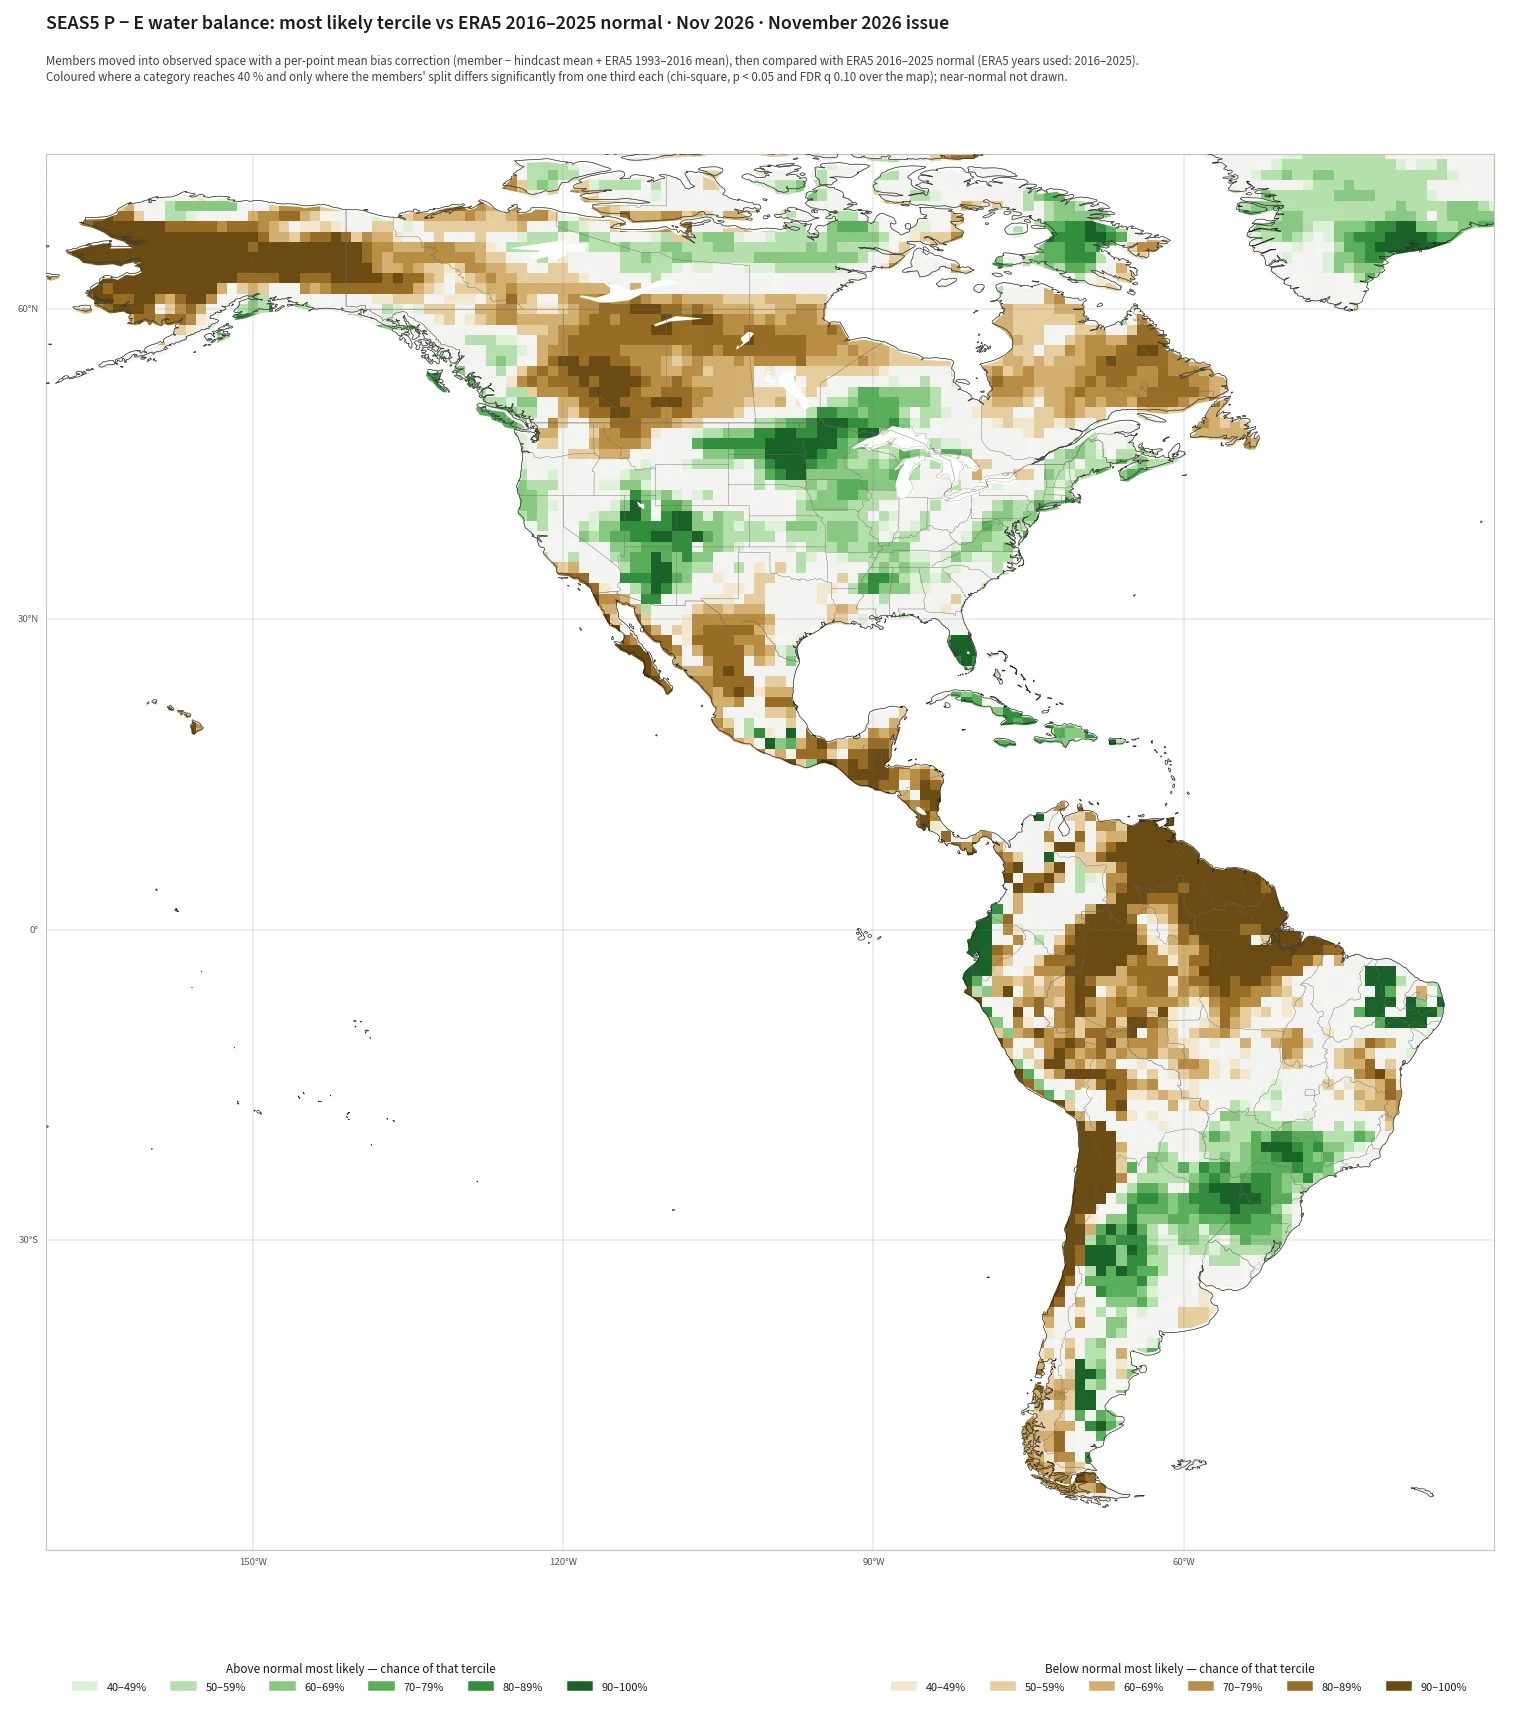 SEAS5 P − E water balance: most likely tercile vs ERA5 2016–2025 normal · Nov 2026 · November 2026 issue
Members moved into observed space with a per-point mean bias correction (member − hindcast mean + ERA5 1993–2016 mean), then compared with ERA5 2016–2025 normal (ERA5 years used: 2016–2025).
Coloured where a category reaches 40 % and only where the members' split differs significantly from one third each (chi-square, p < 0.05 and FDR q 0.10 over the map); near-normal not drawn.
60°N
30°N
0°
30°S
150°W 120°W 90°W 60°W
Above normal most likely — chance of that tercile
40–49% 50–59% 60–69% 70–79% 80–89% 90–100%
Below normal most likely — chance of that tercile
40–49% 50–59% 60–69% 70–79% 80–89% 90–100%